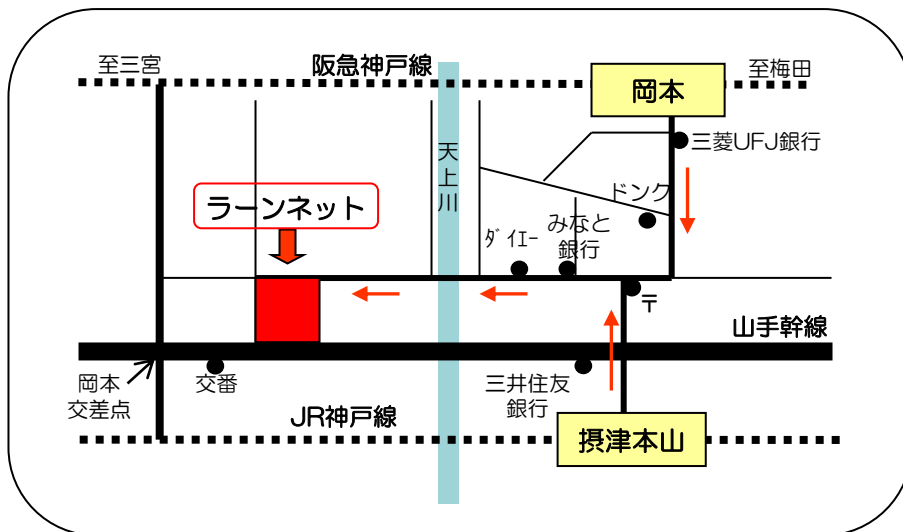 至三宮
阪急神戸線
至梅田
岡本
三菱UFJ銀行
天上川
ドンク
ラーンネット
みなと
銀行
ﾀﾞｲｴｰ
〒
山手幹線
岡本
交差点
交番
三井住友
銀行
JR神戸線
摂津本山